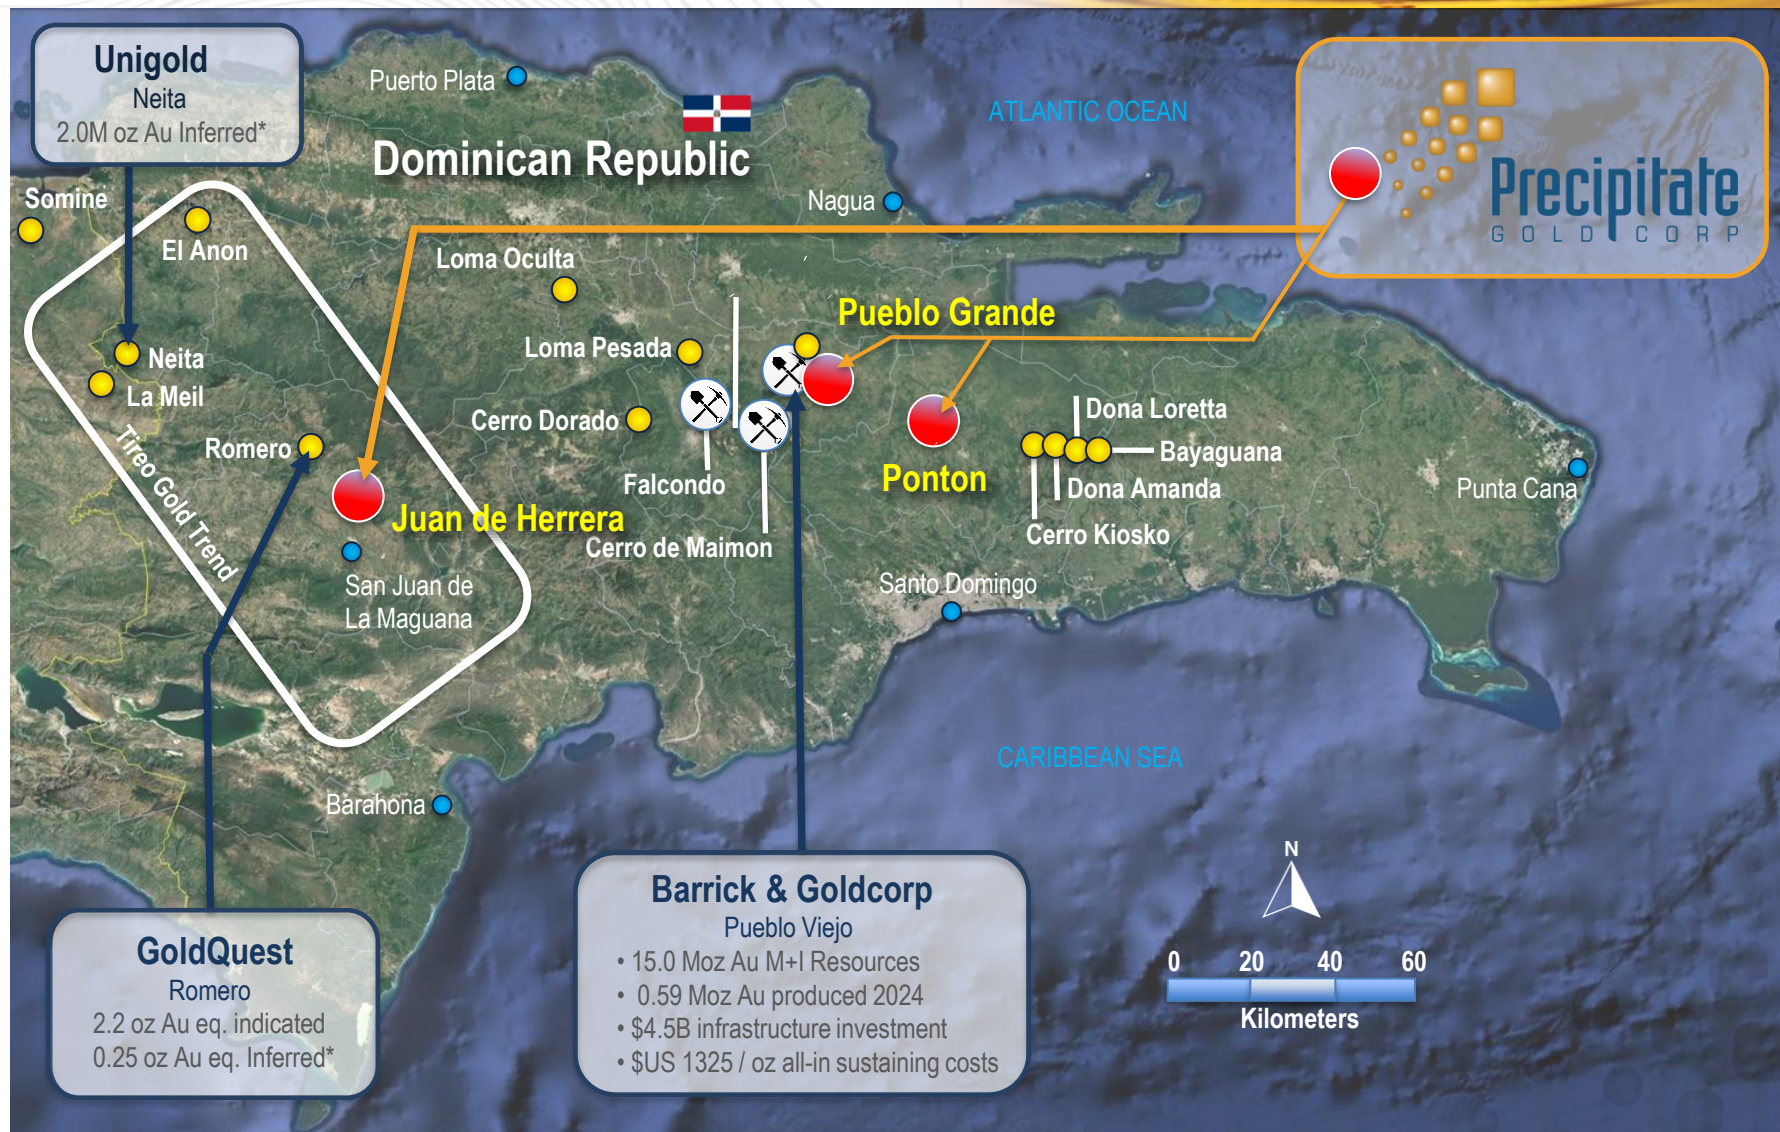 Unigold
Neita
2.0M oz Au Inferred*
Puerto Plata
ATLANTIC OCEAN
Dominican Republic
Precipitate
GOLD CORP
Somine
El Anon
Nagua
Loma Oculta
Pueblo Grande
Neita
La Meil
Loma Pesada
Tireo Gold Trend
Romero
Cerro Dorado
Dona Loretta
Bayaguana
Falcondo
Ponton
Dona Amanda
Punta Cana
Juan de Herrera
Cerro de Maimon
Cerro Kiosko
San Juan de
La Maguana
Santo Domingo
CARIBBEAN SEA
Barahona
GoldQuest
Romero
2.2 oz Au eq. indicated
0.25 oz Au eq. Inferred*
Barrick & Goldcorp
Pueblo Viejo
• 15.0 Moz Au M+I Resources
• 0.59 Moz Au produced 2024
• $4.5B infrastructure investment
• $US 1325 / oz all-in sustaining costs
N
0 20 40 60
Kilometers